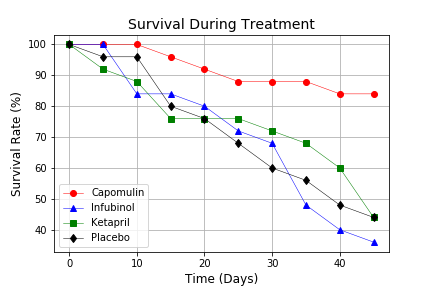 Survival During Treatment
Survival Rate (%)
100
90
80
70
60
50
40
Capomulin
Infubinol
Ketapril
Placebo
0
10
20
30
40
Time (Days)